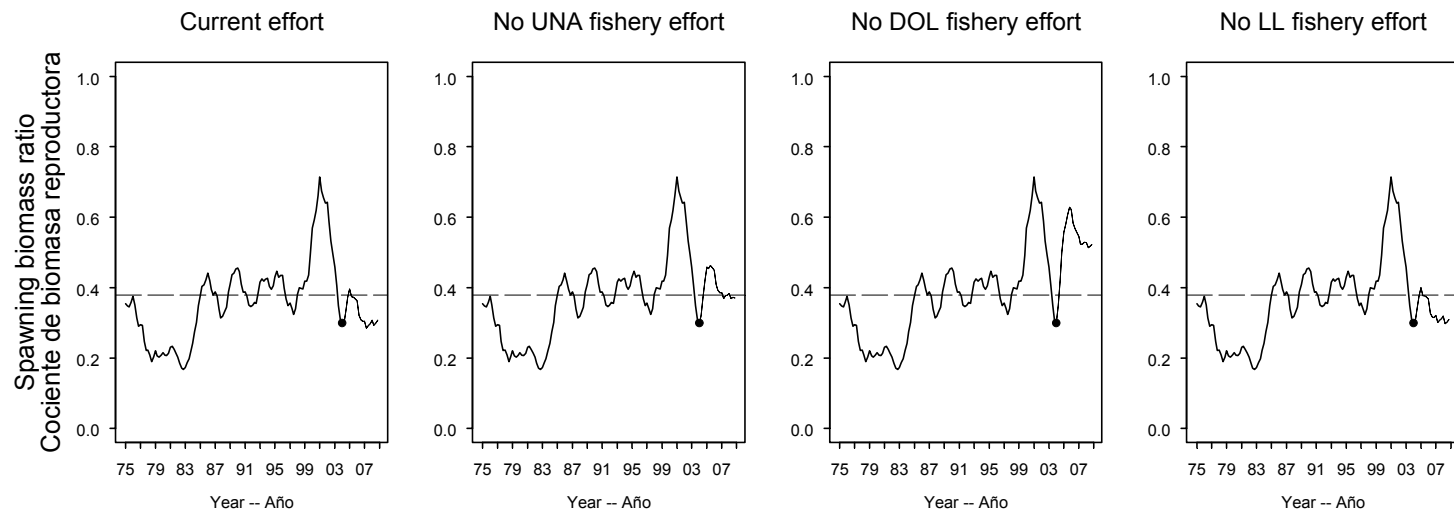 Current effort
No UNA fishery effort
No DOL fishery effort
No LL fishery effort
Spawning biomass ratio
Cociente de biomasa reproductora
1.0
0.8
0.6
0.4
0.2
0.0
75 79 83 87 91 95 99 03 07
Year -- Año
1.0
0.8
0.6
0.4
0.2
0.0
75 79 83 87 91 95 99 03 07
Year -- Año
1.0
0.8
0.6
0.4
0.2
0.0
75 79 83 87 91 95 99 03 07
Year -- Año
1.0
0.8
0.6
0.4
0.2
0.0
75 79 83 87 91 95 99 03 07
Year -- Año